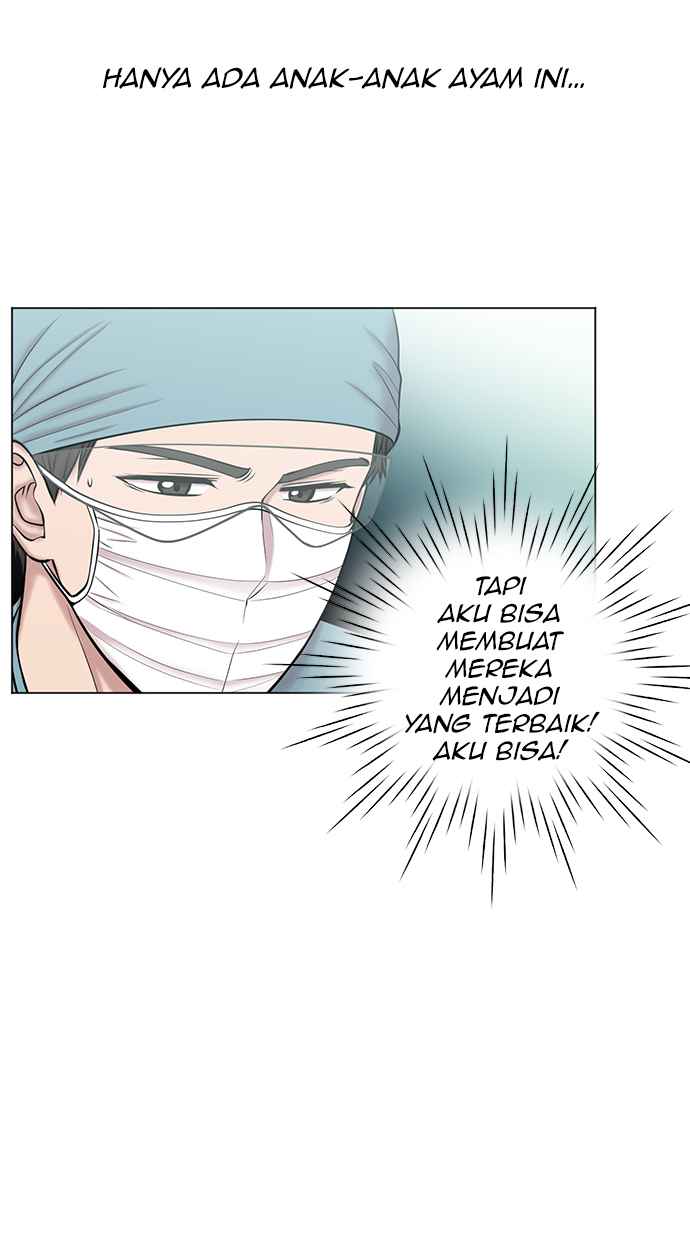 HANYA ADA ANAK-ANAK AYAM INI...
TAPI
AKU BISA
MEMBUAT
MEREKA
MENJADI
YANG TERBAIK!
AKU BISA!